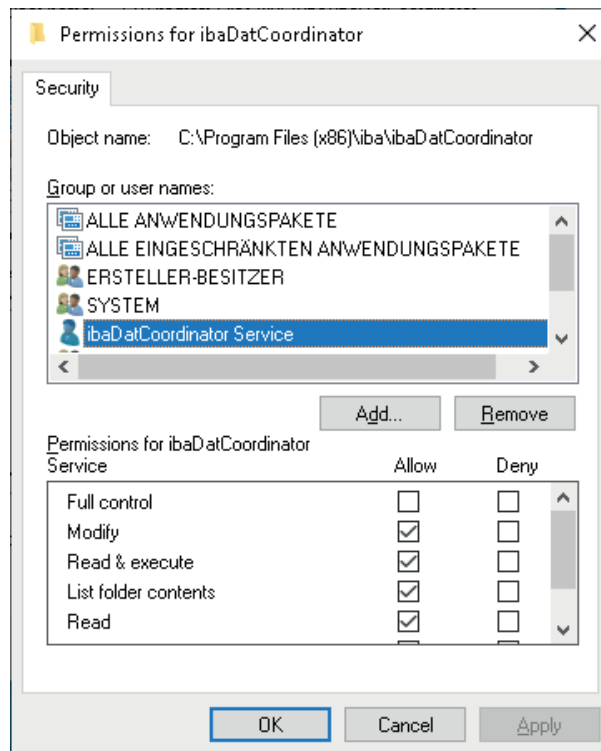 Permissions for ibaDatCoordinator
Security
Object name: C:\Program Files (x86)\iba\ibaDatCoordinator
Group or user names:
ALLE ANWENDUNGSPAKETE
ALLE EINGESCHRÄNKTEN ANWENDUNGSPAKETE
ERSTELLER-BESITZER
SYSTEM
ibaDatCoordinator Service
Add...
Remove
Permissions for ibaDatCoordinator
Service Allow Deny
Full control
Modify
Read & execute
List folder contents
Read
OK Cancel Apply